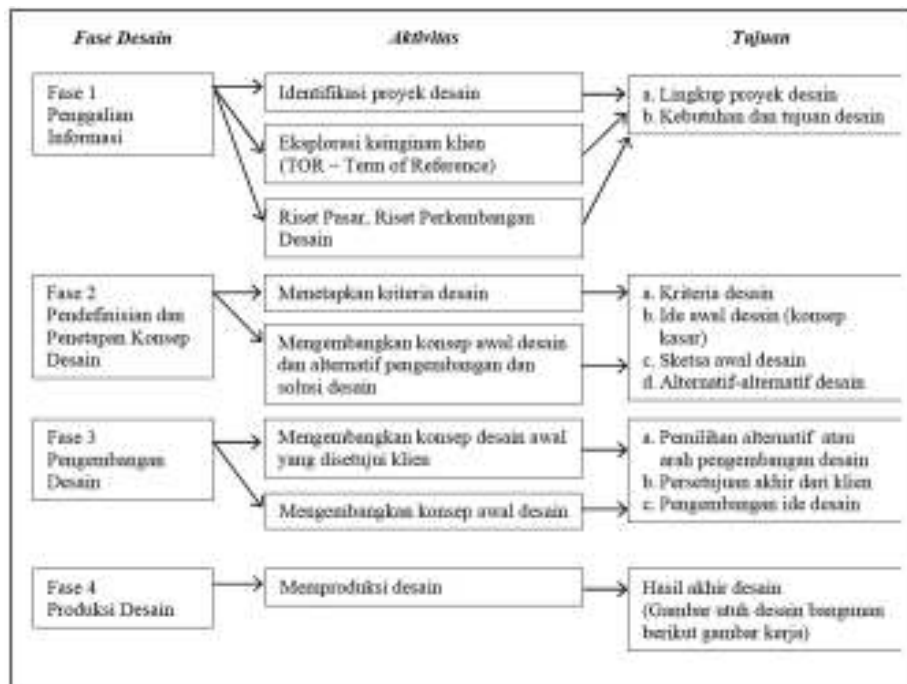 Fase Desain
Aktivitas
Tujuan
Fase 1
Penggalian
Informasi
Identifikasi proyek desain
Eksplorasi keinginan klien
(TOR – Term of Reference)
Riset Pasar, Riset Perkembangan
Desain
a. Lingkup proyek desain
b. Kebutuhan dan tujuan desain
Fase 2
Pendefinisian dan
Penetapan Konsep
Desain
Menetapkan kriteria desain
Mengembangkan konsep awal desain
dan alternatif pengembangan dan
solusi desain
a. Kriteria desain
b. Ide awal desain (konsep
kasar)
c. Sketsa awal desain
d. Alternatif-alternatif desain
Fase 3
Pengembangan
Desain
Mengembangkan konsep desain awal
yang disetujui klien
Mengembangkan konsep awal desain
a. Pemilihan alternatif atau
arah pengembangan desain
b. Persetujuan akhir dari klien
c. Pengembangan ide desain
Fase 4
Produksi Desain
Memproduksi desain
Hasil akhir desain
(Gambar utuh desain bangunan
berikut gambar kerja)